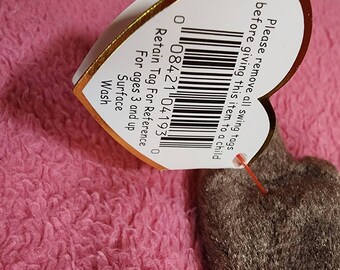 Please remove all swing tags
before giving this item to a child
0 08421 04193 0
Retain Tag For Reference
For ages 3 and up
Surface
Wash